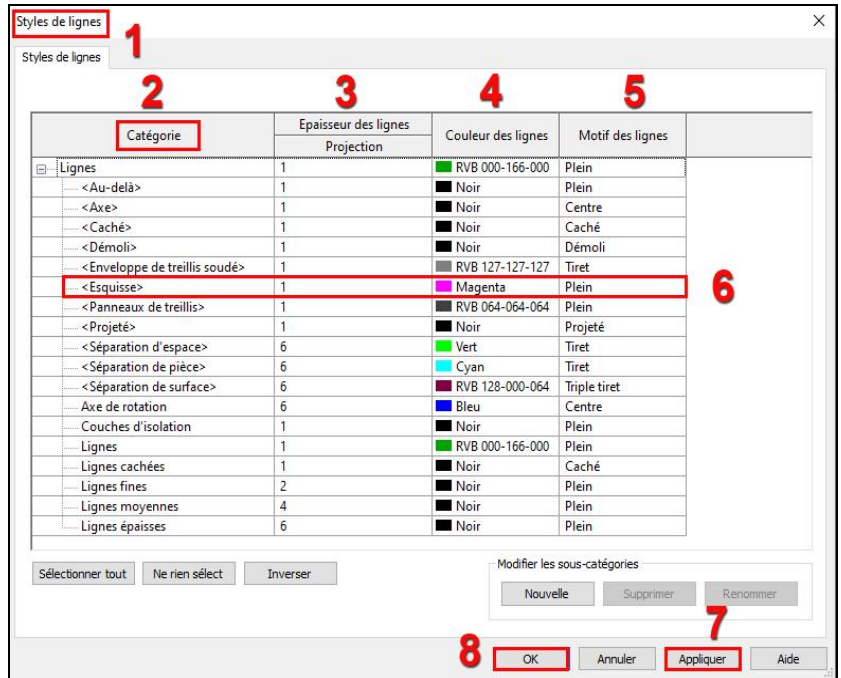 Styles de lignes
1
Styles de lignes
2 3 4 5
Catégorie Epaisseur des lignes Couleur des lignes Motif des lignes
Projection
Lignes 1 RVB 000-166-000 Plein
<Au-delà> 1 Noir Plein
<Axe> 1 Noir Centre
<Caché> 1 Noir Caché
<Démoli> 1 Noir Démoli
<Enveloppe de treillis soudé> 1 RVB 127-127-127 Tiret
<Esquisse> 1 Magenta Plein 6
<Panneaux de treillis> 1 RVB 064-064-064 Plein
<Projeté> 1 Noir Projeté
<Séparation d'espace> 6 Vert Tiret
<Séparation de pièce> 6 Cyan Tiret
<Séparation de surface> 6 RVB 128-000-064 Triple tiret
Axe de rotation 6 Bleu Centre
Couches d'isolation 1 Noir Plein
Lignes 1 RVB 000-166-000 Plein
Lignes cachées 1 Noir Caché
Lignes fines 2 Noir Plein
Lignes moyennes 4 Noir Plein
Lignes épaisses 6 Noir Plein
Modifier les sous-catégories
Sélectionner tout Ne rien sélect Inverser
Nouvelle Supprimer Renommer
7
8 OK Annuler Appliquer Aide